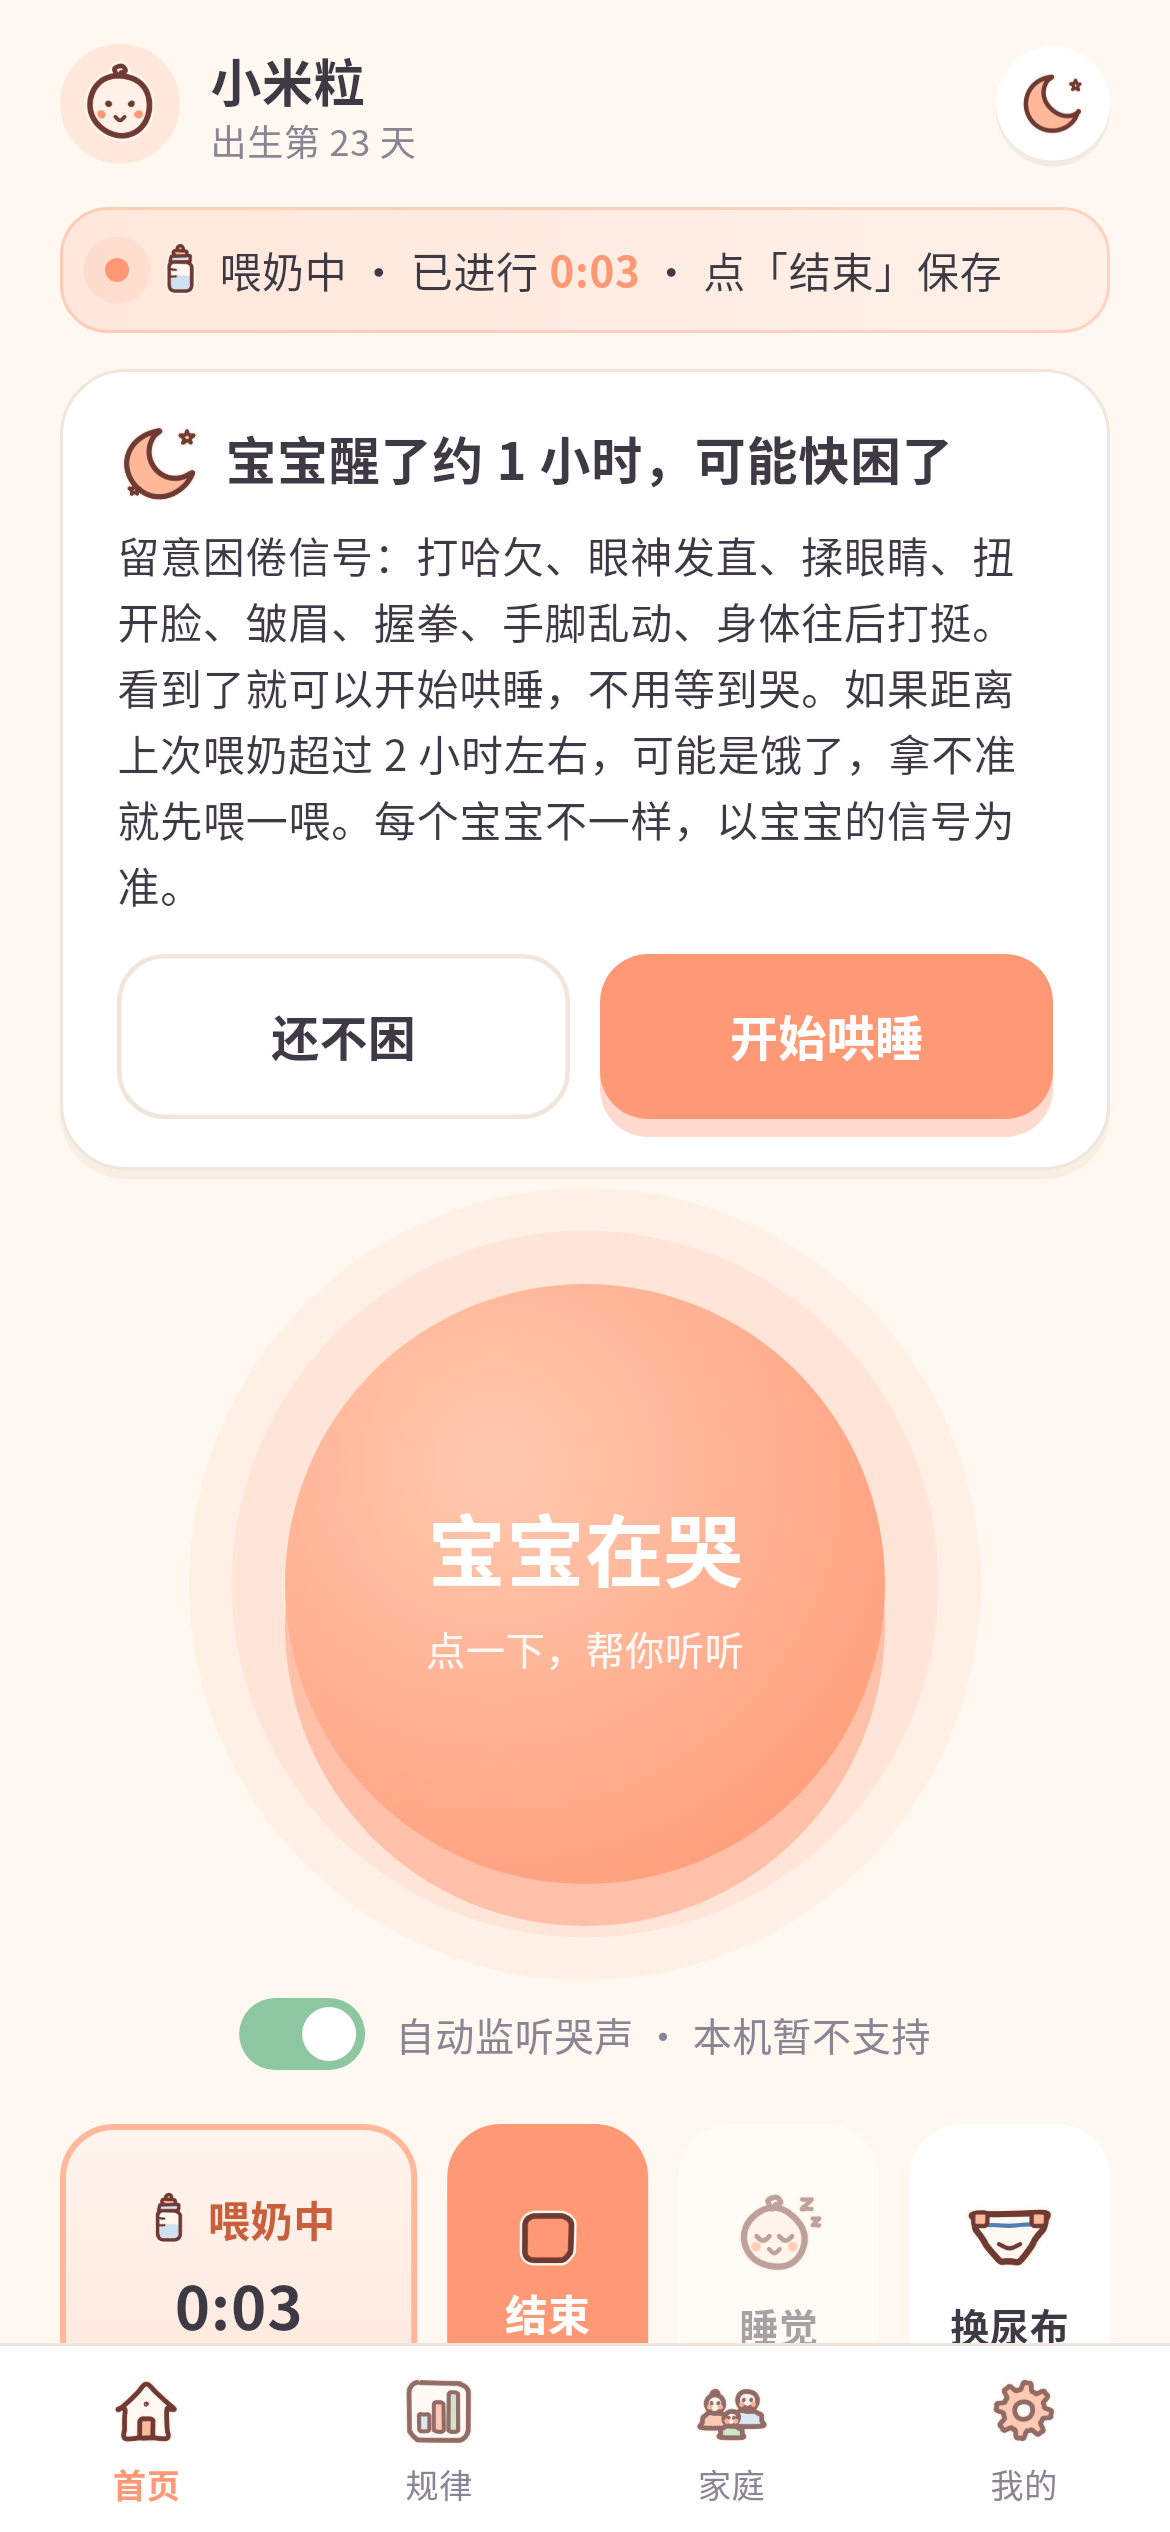 小米粒
出生第 23 天
喂奶中 · 已进行 0:03 · 点「结束」保存
宝宝醒了约 1 小时，可能快困了
留意困倦信号：打哈欠、眼神发直、揉眼睛、扭
开脸、皱眉、握拳、手脚乱动、身体往后打挺。
看到了就可以开始哄睡，不用等到哭。如果距离
上次喂奶超过 2 小时左右，可能是饿了，拿不准
就先喂一喂。每个宝宝不一样，以宝宝的信号为
准。
还不困
开始哄睡
宝宝在哭
点一下，帮你听听
自动监听哭声 · 本机暂不支持
喂奶中
0:03
结束
睡觉
换尿布
首页
规律
家庭
我的